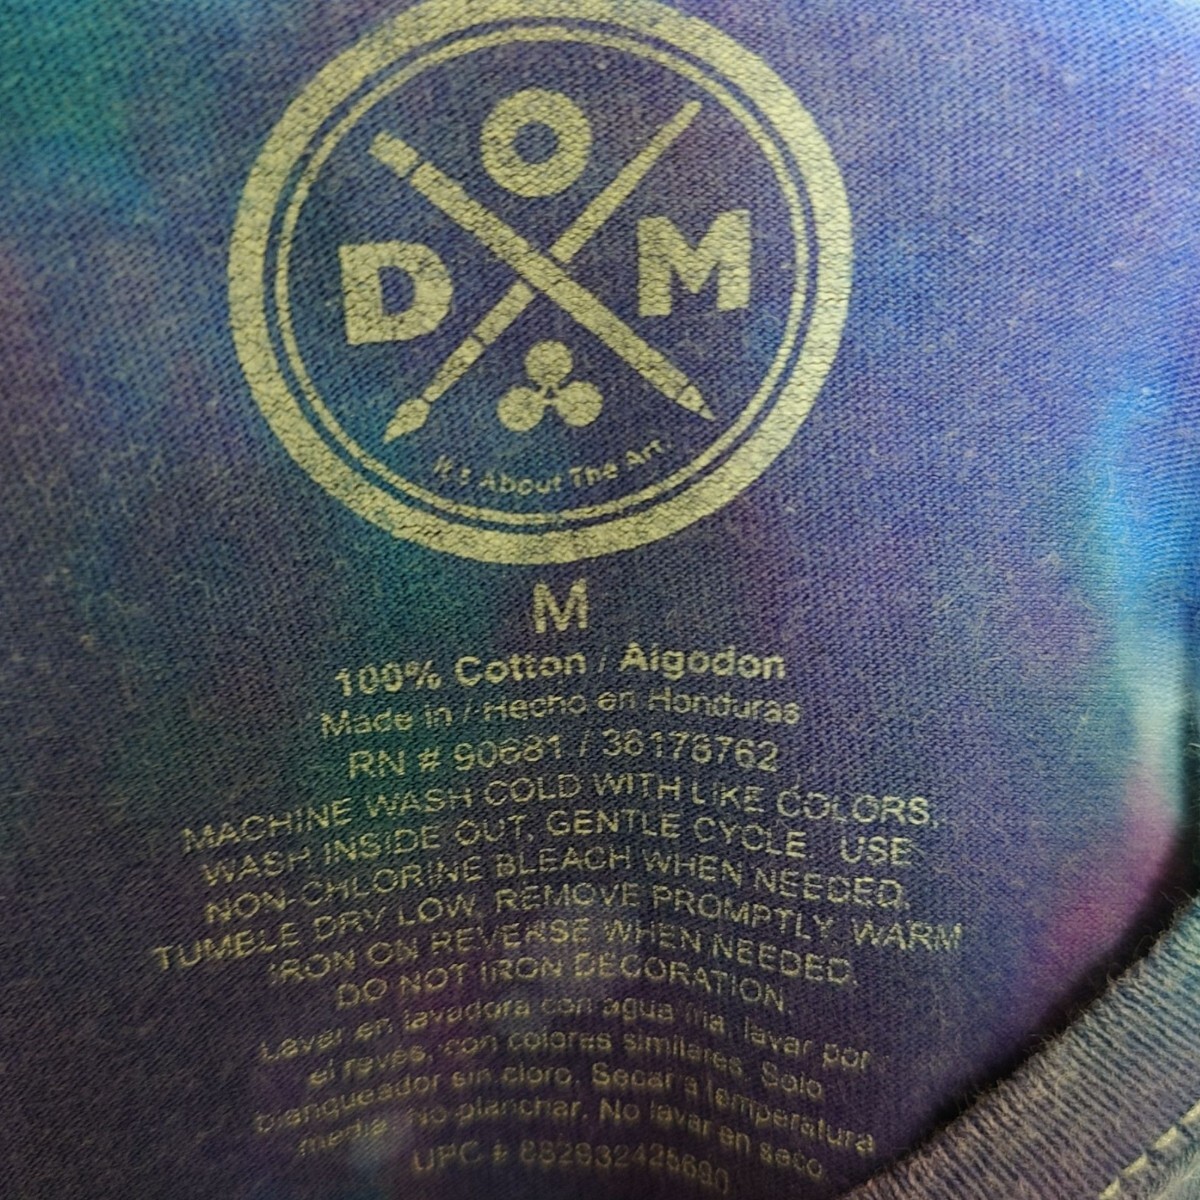 DOM
It's About The Art.
M
100% Cotton / Algodon
Made in / Hecho en Honduras
RN # 90681 / 36176762
MACHINE WASH COLD WITH LIKE COLORS.
WASH INSIDE OUT, GENTLE CYCLE. USE
NON-CHLORINE BLEACH WHEN NEEDED.
TUMBLE DRY LOW, REMOVE PROMPTLY. WARM
IRON ON REVERSE WHEN NEEDED.
DO NOT IRON DECORATION.
Lavar en lavadora con agua fria, lavar por
el reves, con colores similares. Solo
blanqueador sin cloro. Secar a temperatura
media. No planchar. No lavar en seco.
UPC #